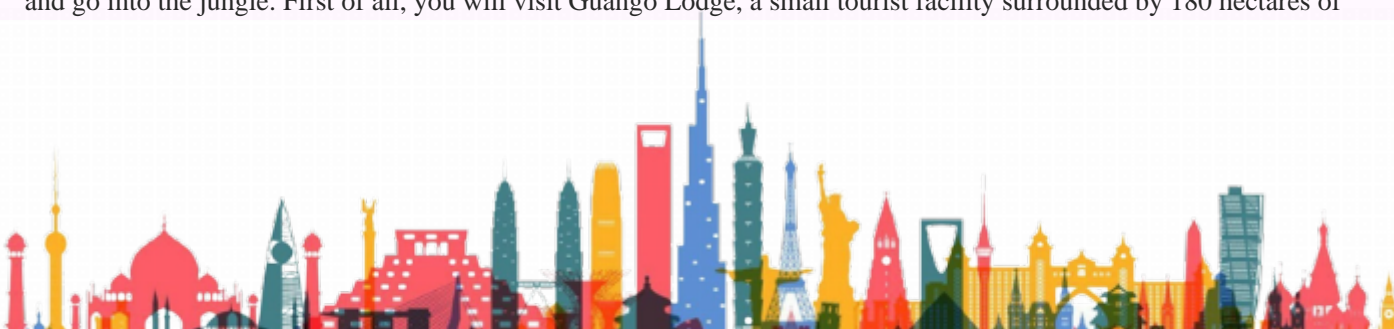 and go into the jungle. First of all, you will visit Guango Lodge, a small tourist facility surrounded by 180 hectares of